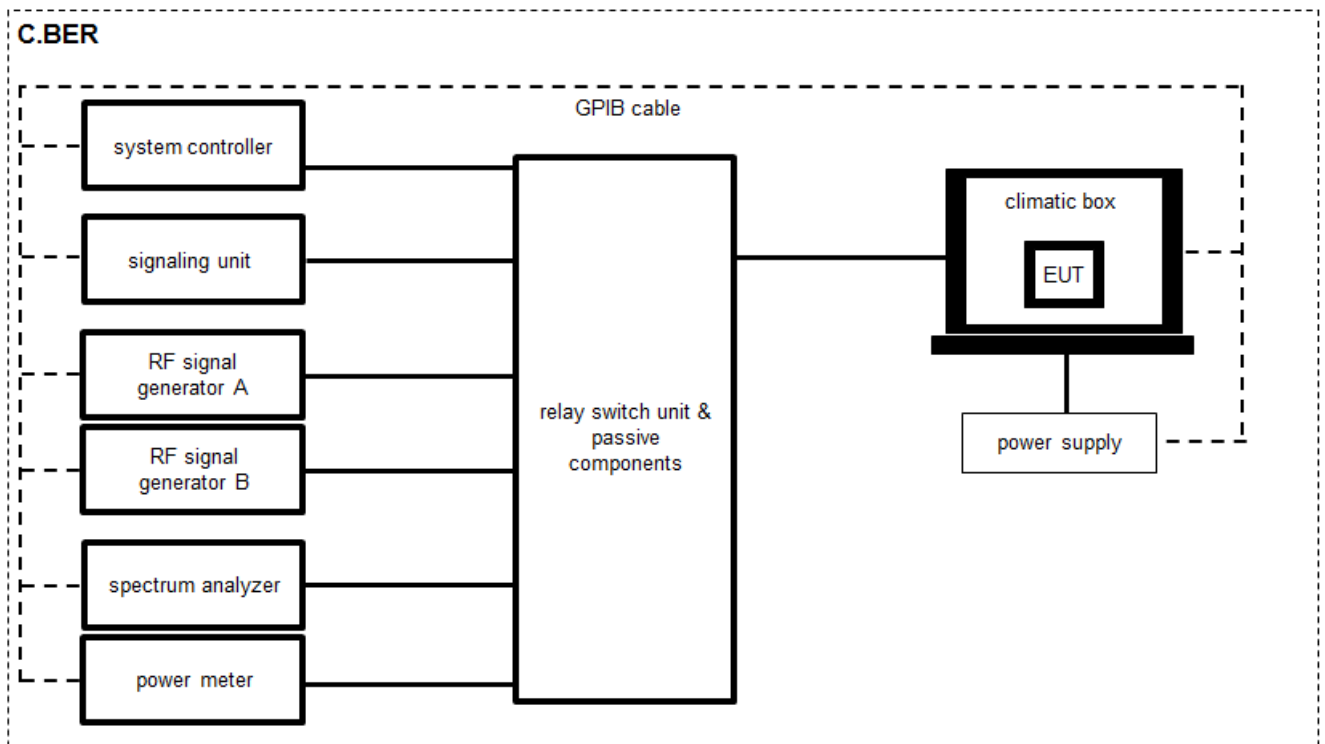 C.BER
GPIB cable
system controller
signaling unit
RF signal
generator A
RF signal
generator B
spectrum analyzer
power meter
relay switch unit &
passive
components
climatic box
EUT
power supply